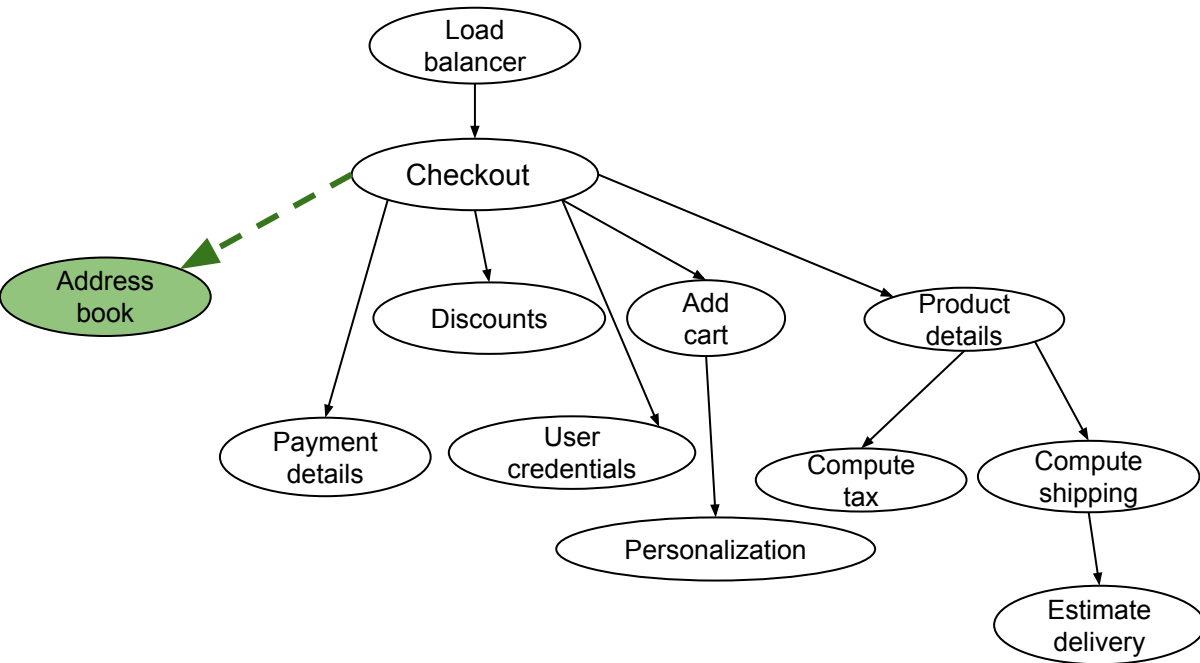 Load
balancer
Checkout
Address
book
Discounts
Add
cart
Product
details
Payment
details
User
credentials
Compute
tax
Compute
shipping
Personalization
Estimate
delivery